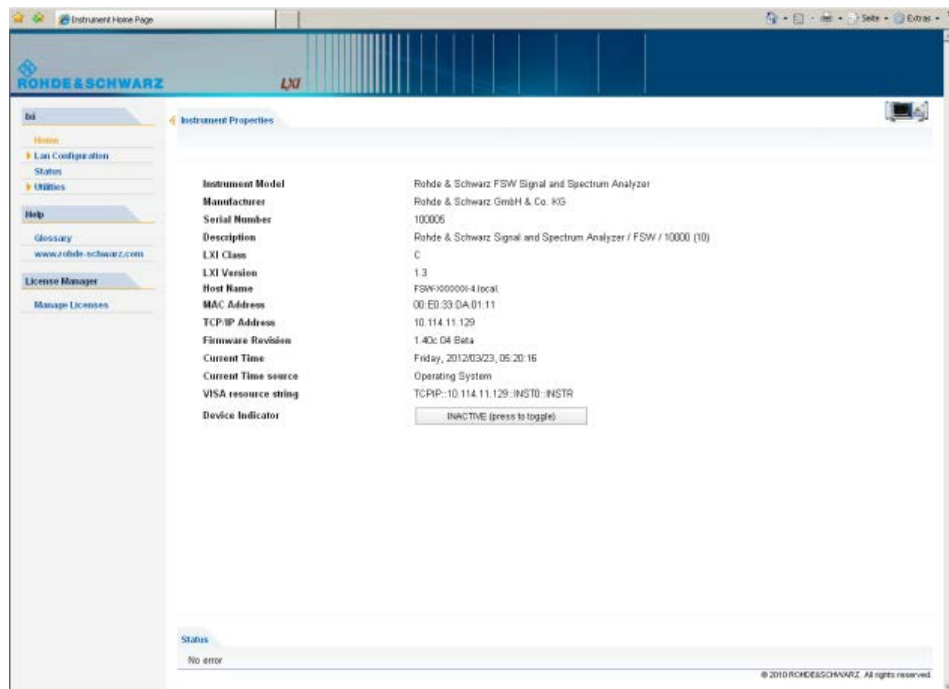 Instrument Home Page
Seite
Extras
ROHDE&SCHWARZ
LXI
lxi
Home
Lan Configuration
Status
Utilities
Help
Glossary
www.rohde-schwarz.com
License Manager
Manage Licenses
Instrument Properties
Instrument Model Rohde & Schwarz FSW Signal and Spectrum Analyzer
Manufacturer Rohde & Schwarz GmbH & Co. KG
Serial Number 100005
Description Rohde & Schwarz Signal and Spectrum Analyzer / FSW / 10000 (10)
LXI Class C
LXI Version 1.3
Host Name
MAC Address 00:E0:33:DA:01:11
TCP/IP Address 10.114.11.129
Firmware Revision 1.40c 04 Beta
Current Time Friday, 2012/03/23, 05:20:16
Current Time source Operating System
VISA resource string TCPIP::10.114.11.129::INST0::INSTR
Device Indicator INACTIVE (press to toggle)
Status
No error
© 2010 ROHDE&SCHWARZ. All rights reserved.